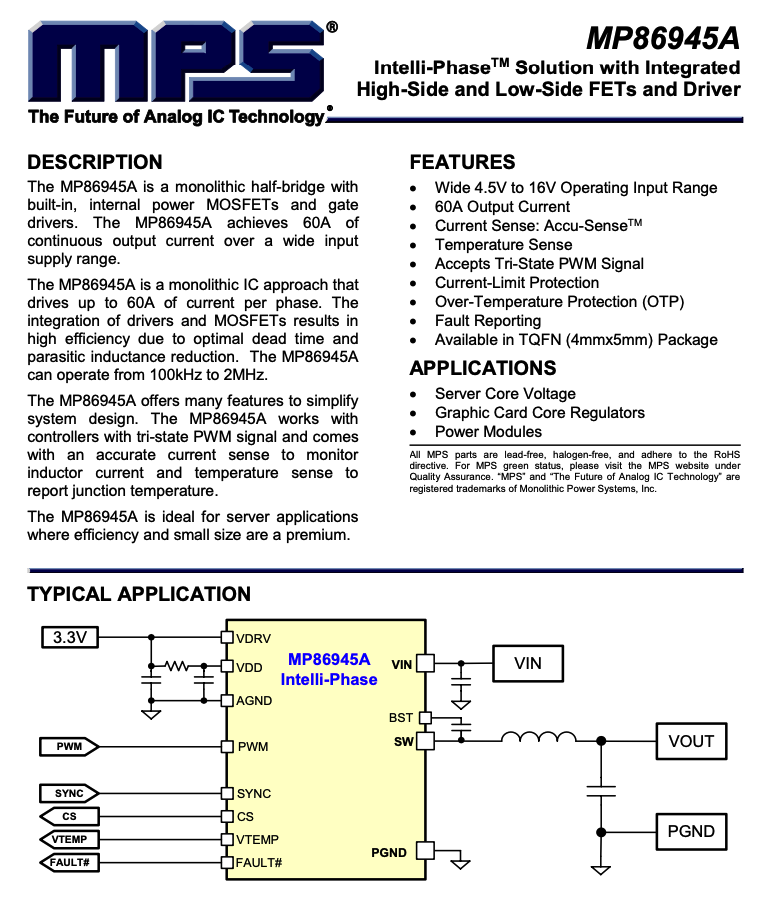 MPS®
The Future of Analog IC Technology®
MP86945A
Intelli-Phase™ Solution with Integrated
High-Side and Low-Side FETs and Driver
DESCRIPTION
The MP86945A is a monolithic half-bridge with
built-in, internal power MOSFETs and gate
drivers. The MP86945A achieves 60A of
continuous output current over a wide input
supply range.
The MP86945A is a monolithic IC approach that
drives up to 60A of current per phase. The
integration of drivers and MOSFETs results in
high efficiency due to optimal dead time and
parasitic inductance reduction. The MP86945A
can operate from 100kHz to 2MHz.
The MP86945A offers many features to simplify
system design. The MP86945A works with
controllers with tri-state PWM signal and comes
with an accurate current sense to monitor
inductor current and temperature sense to
report junction temperature.
The MP86945A is ideal for server applications
where efficiency and small size are a premium.
FEATURES
• Wide 4.5V to 16V Operating Input Range
• 60A Output Current
• Current Sense: Accu-Sense™
• Temperature Sense
• Accepts Tri-State PWM Signal
• Current-Limit Protection
• Over-Temperature Protection (OTP)
• Fault Reporting
• Available in TQFN (4mmx5mm) Package
APPLICATIONS
• Server Core Voltage
• Graphic Card Core Regulators
• Power Modules
All MPS parts are lead-free, halogen-free, and adhere to the RoHS
directive. For MPS green status, please visit the MPS website under
Quality Assurance. “MPS” and “The Future of Analog IC Technology” are
registered trademarks of Monolithic Power Systems, Inc.
TYPICAL APPLICATION
3.3V
PWM
SYNC
CS
VTEMP
FAULT#
VDRV
VDD
AGND
PWM
SYNC
CS
VTEMP
FAULT#
MP86945A
Intelli-Phase
VIN
BST
SW
PGND
VIN
VOUT
PGND